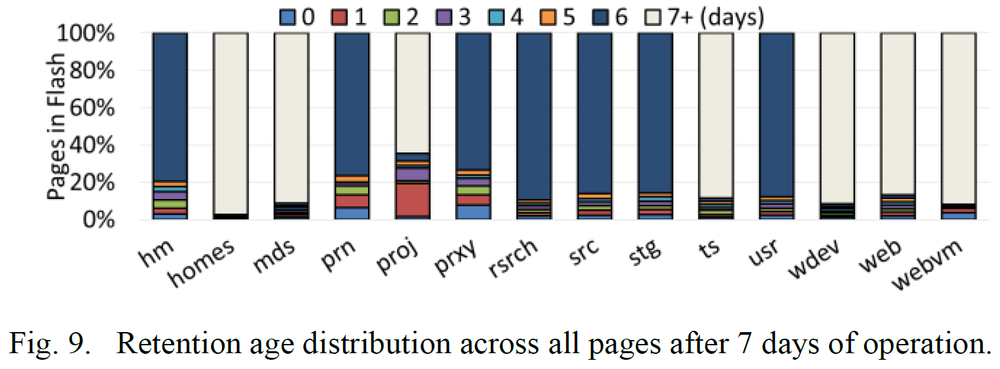 0 1 2 3 4 5 6 7+ (days)
Pages in Flash
100%
80%
60%
40%
20%
0%
hm homes mds prn proj prxy rsrch src stg ts usr wdev web webvm
Fig. 9. Retention age distribution across all pages after 7 days of operation.